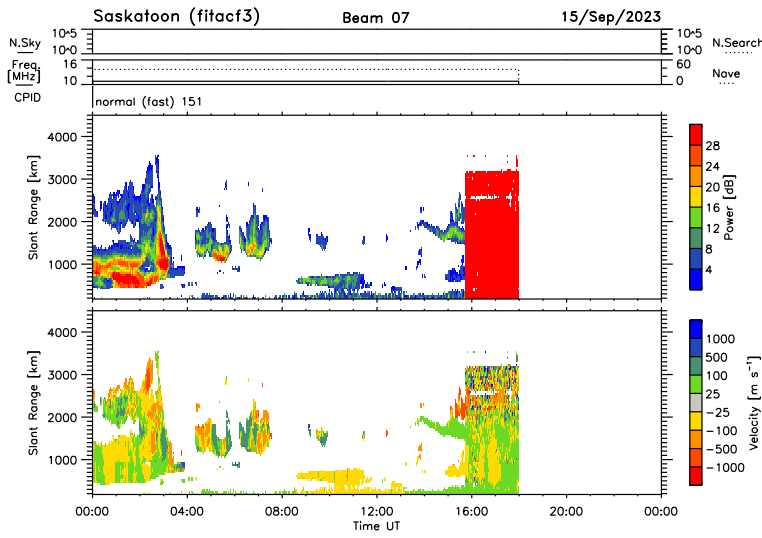 Saskatoon (fitacf3) Beam 07 15/Sep/2023
N.Sky 10^5 10^0 10^5 10^0 N.Search
Freq. [MHz] 16 10 60 0 Nave
CPID normal (fast) 151
Slant Range [km] 4000 3000 2000 1000
28 24 20 16 12 8 4 Power [dB]
Slant Range [km] 4000 3000 2000 1000
1000 500 100 25 -25 -100 -500 -1000 Velocity [m s⁻¹]
00:00 04:00 08:00 12:00 16:00 20:00 00:00
Time UT